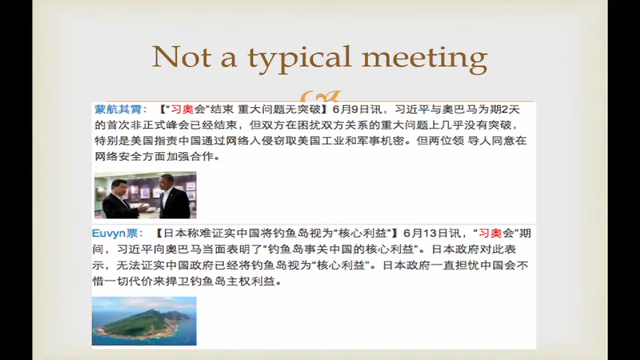 Not a typical meeting
蒙航其霄：【“习奥会”结束 重大问题无突破】6月9日讯，习近平与奥巴马为期2天
的首次非正式峰会已经结束，但双方在困扰双方关系的重大问题上几乎没有突破，
特别是美国指责中国通过网络入侵窃取美国工业和军事机密。但两位领 导人同意在
网络安全方面加强合作。
Euvyn票：【日本称难证实中国将钓鱼岛视为“核心利益”】6月13日讯，“习奥会”期
间，习近平向奥巴马当面表明了“钓鱼岛事关中国的核心利益”。日本政府对此表
示，无法证实中国政府已经将钓鱼岛视为“核心利益”。日本政府一直担忧中国会不
惜一切代价来捍卫钓鱼岛主权利益。